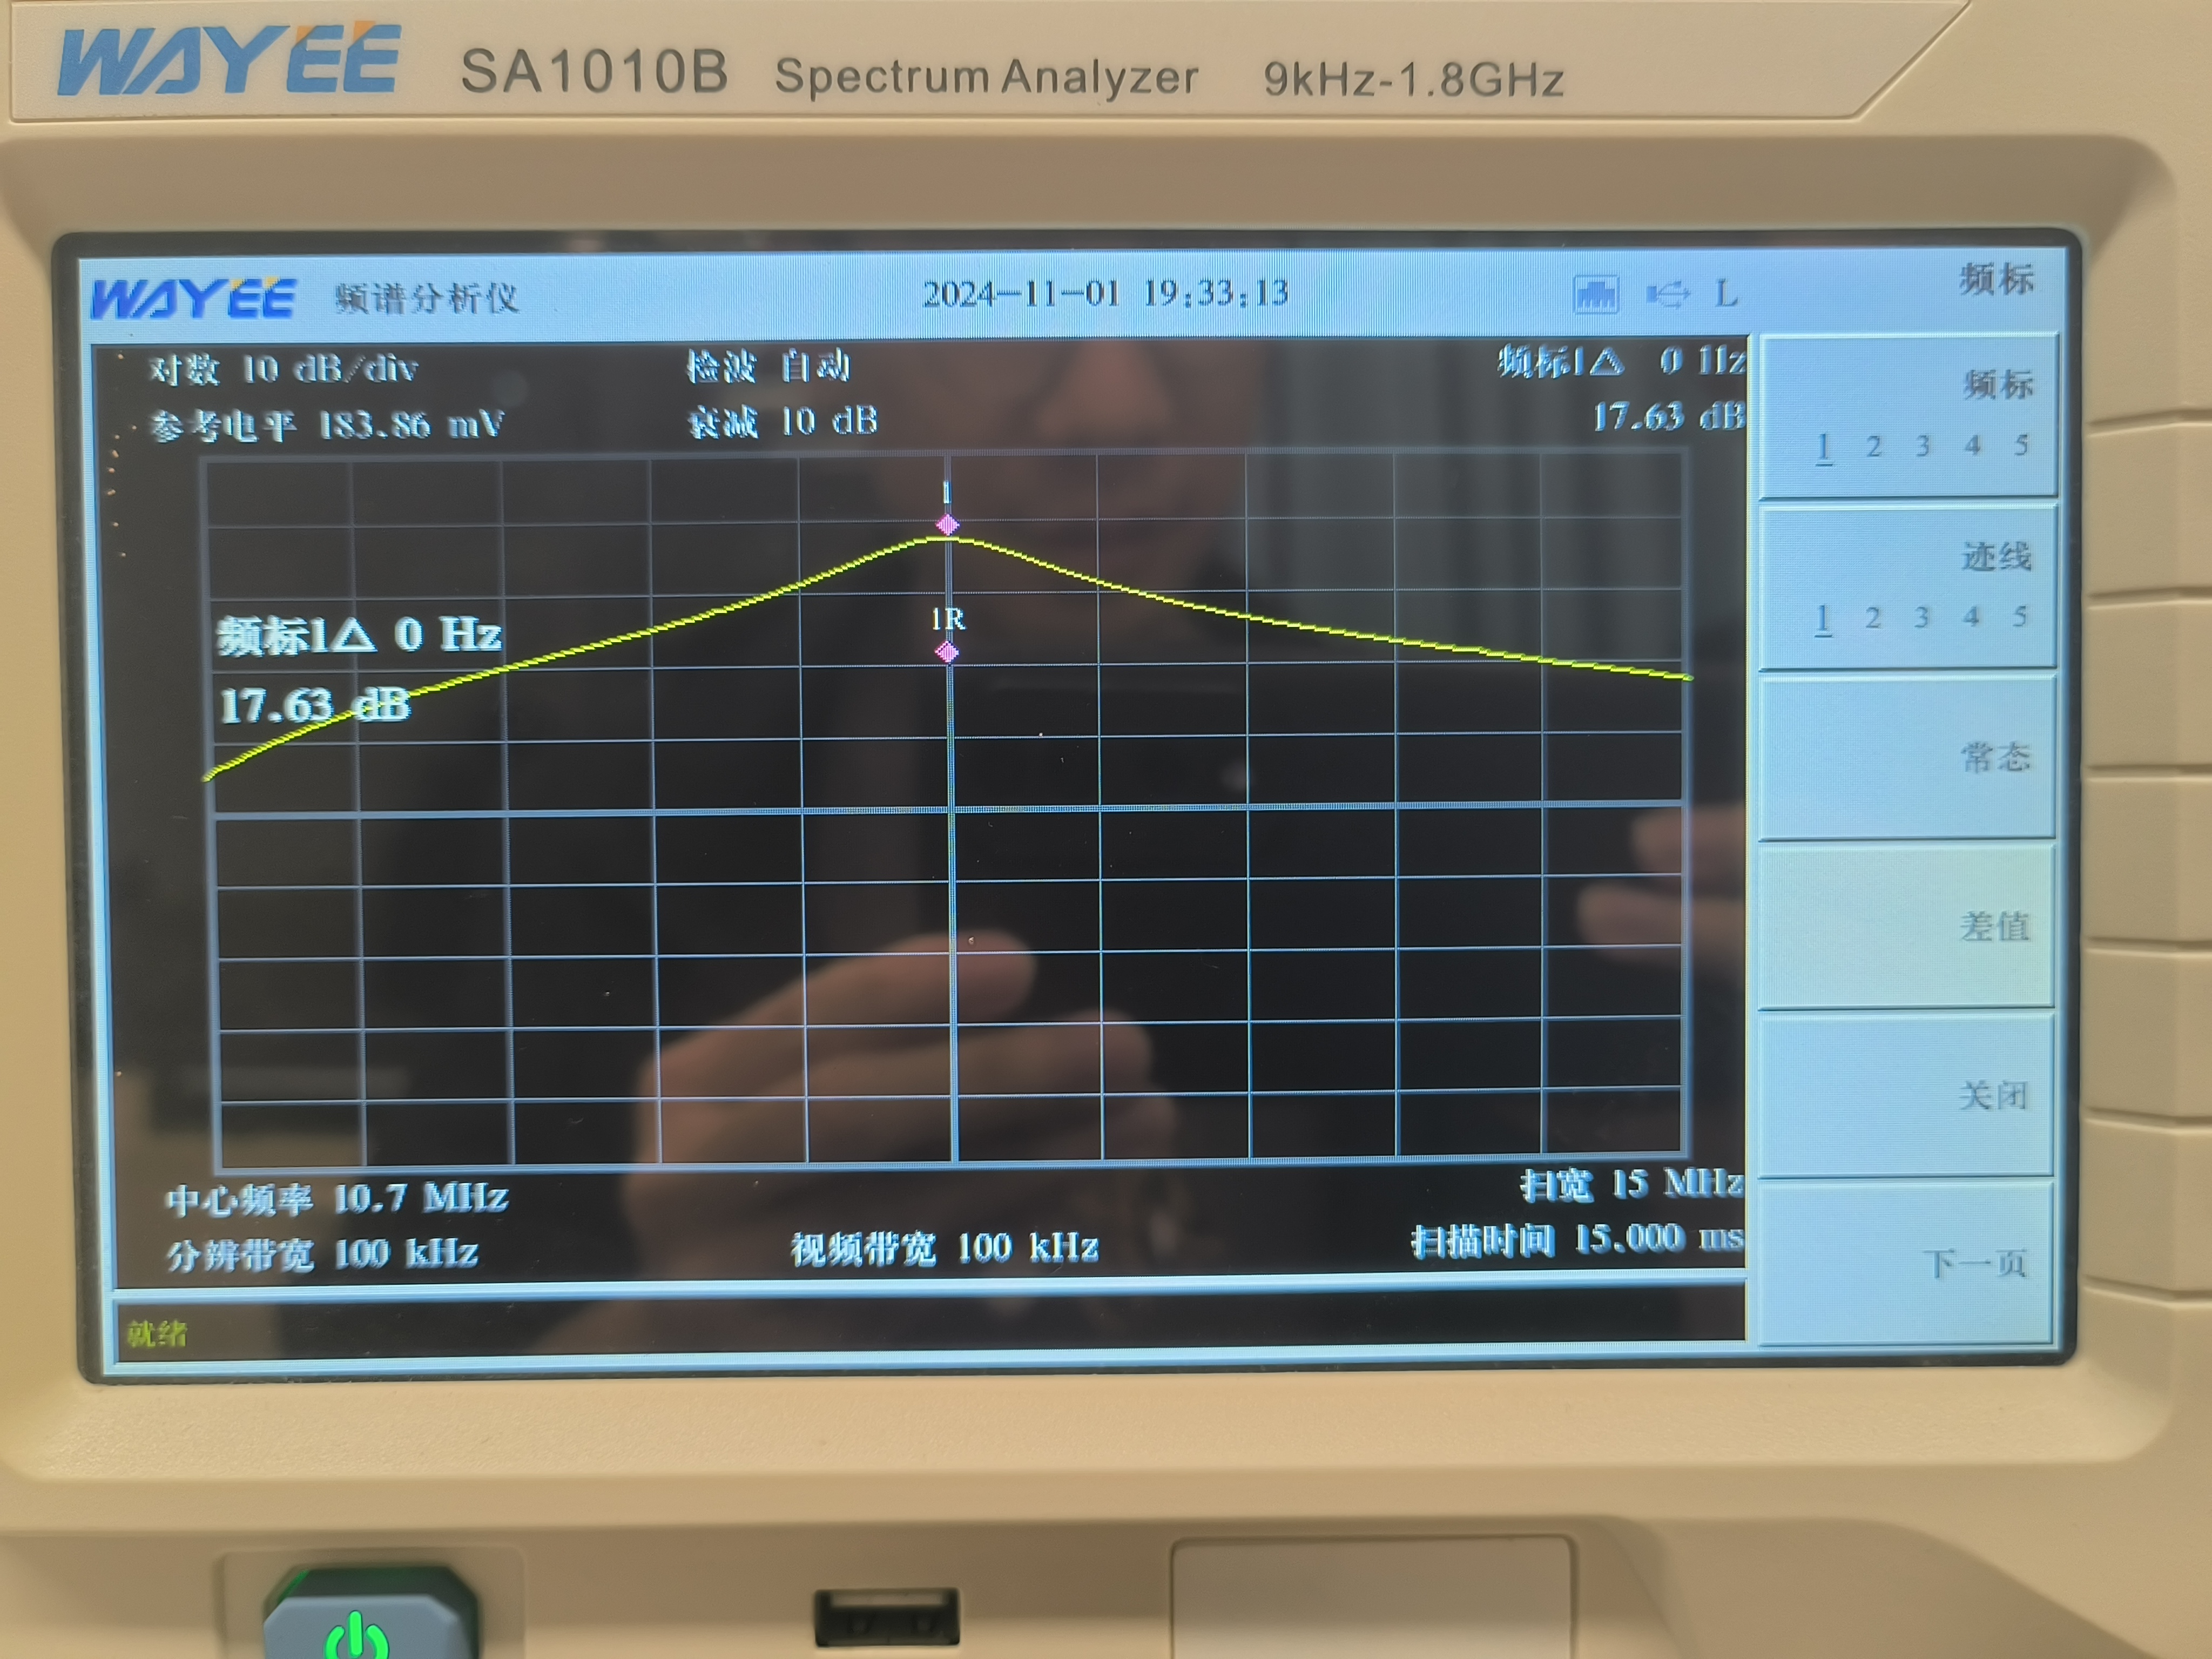 WAYEE SA1010B Spectrum Analyzer 9kHz-1.8GHz
WAYEE 频谱分析仪 2024-11-01 19:33:13 L 频标
对数 10 dB/div 检波 自动 频标1△ 0 Hz
参考电平 183.86 mV 衰减 10 dB 17.63 dB
频标
1 2 3 4 5
1
1R
频标1△ 0 Hz
17.63 dB
迹线
1 2 3 4 5
常态
差值
关闭
下一页
中心频率 10.7 MHz 扫宽 15 MHz
分辨带宽 100 kHz 视频带宽 100 kHz 扫描时间 15.000 ms
就绪